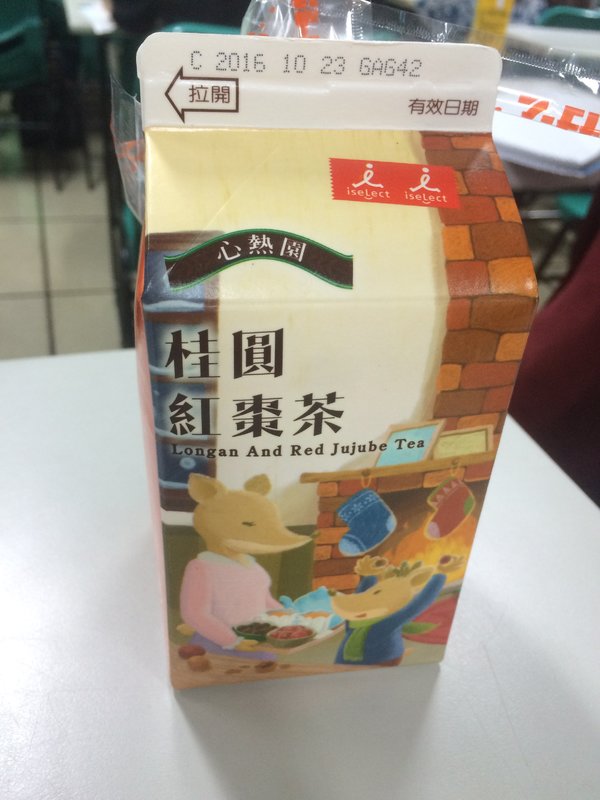 C 2016 10 23 GAG42
拉開
有效日期
iseLect iseLect
心熱園
桂圓
紅棗茶
Longan And Red Jujube Tea